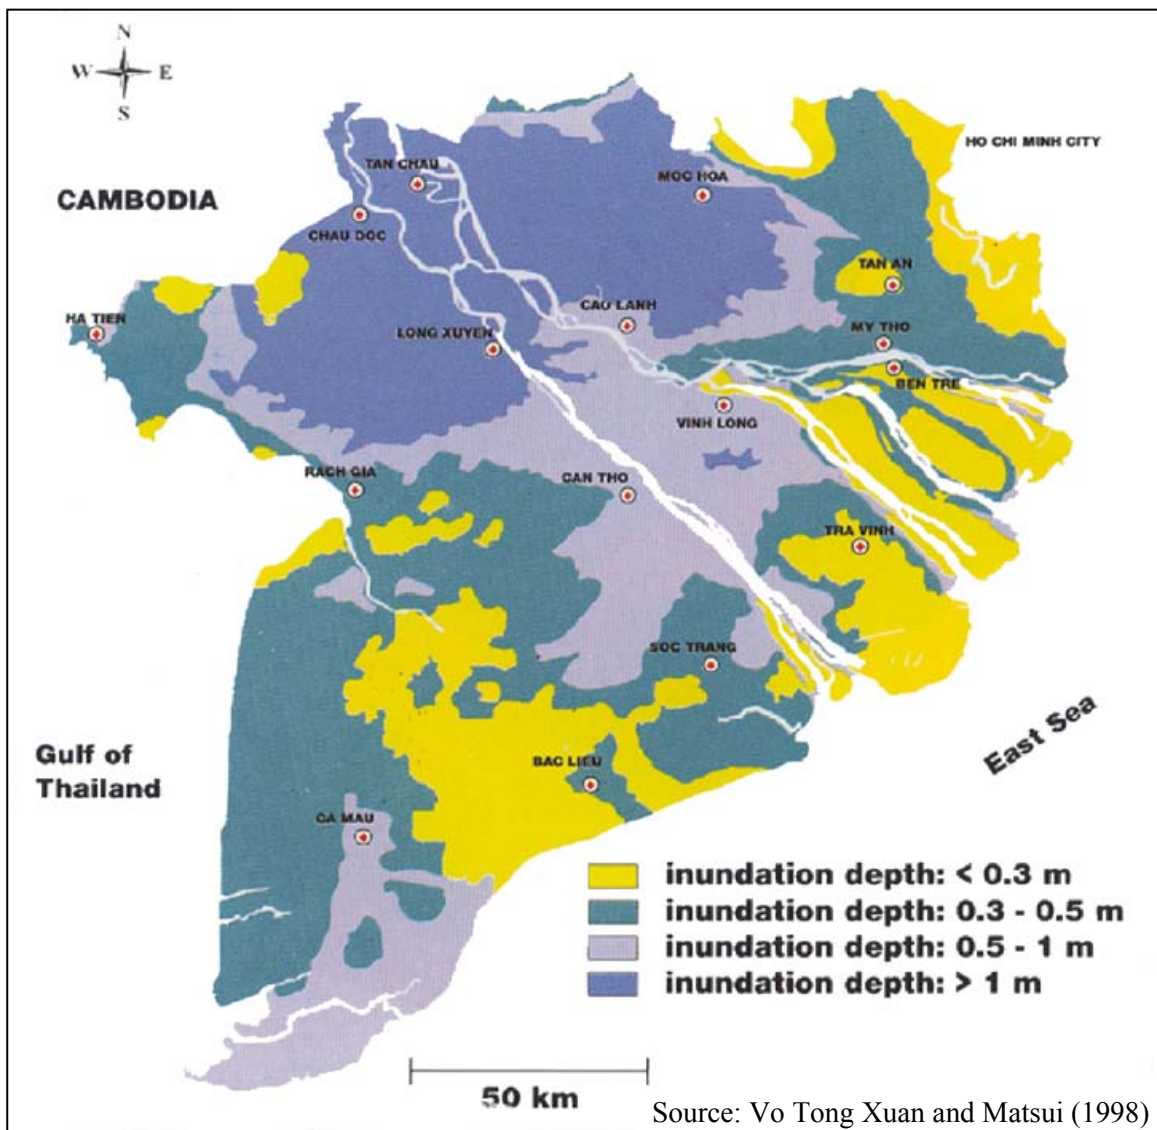 N
W E
S
HO CHI MINH CITY
TAN CHAU
MOC HOA
CAMBODIA
CHAU DOC
TAN AN
CAO LANH
HA TIEN
LONG XUYEN
MY THO
BEN TRE
VINH LONG
RACH GIA
CAN THO
TRA VINH
SOC TRANG
East Sea
Gulf of
Thailand
BAC LIEU
CA MAU
inundation depth: < 0.3 m
inundation depth: 0.3 - 0.5 m
inundation depth: 0.5 - 1 m
inundation depth: > 1 m
50 km
Source: Vo Tong Xuan and Matsui (1998)